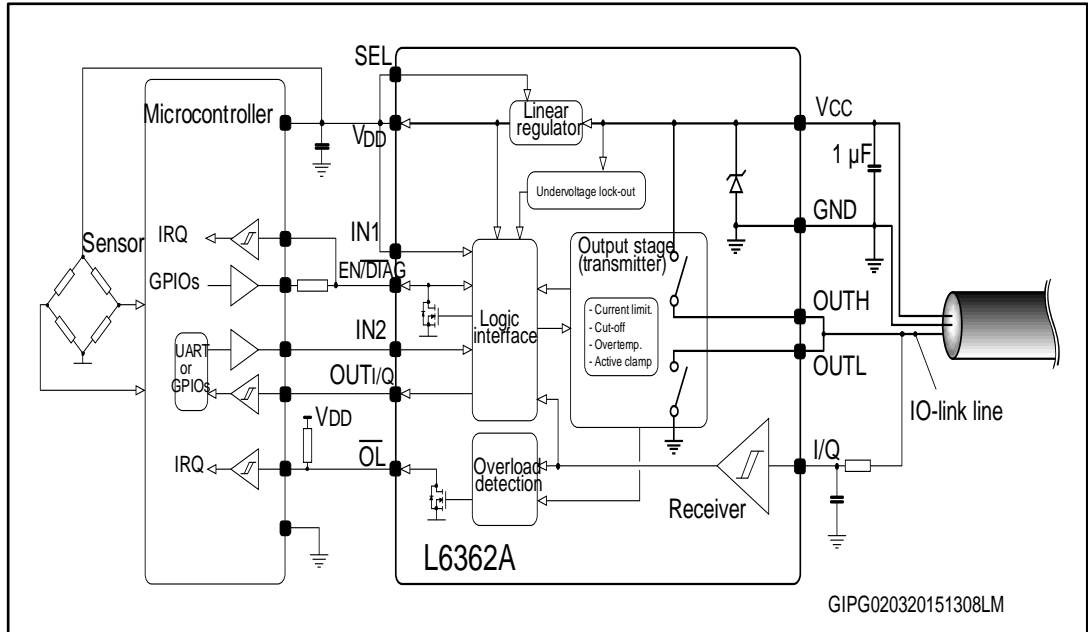 SEL
Microcontroller
VDD
Linear
regulator
VCC
1 µF
Undervoltage lock-out
GND
Sensor
IRQ
IN1
Output stage
(transmitter)
EN/DIAG
GPIOs
OUTH
- Current limit.
- Cut-off
- Overtemp.
- Active clamp
Logic
interface
IN2
OUTL
UART
or
GPIOs
OUTI/Q
IO-link line
VDD
I/Q
IRQ
OL
Overload
detection
Receiver
L6362A
GIPG020320151308LM